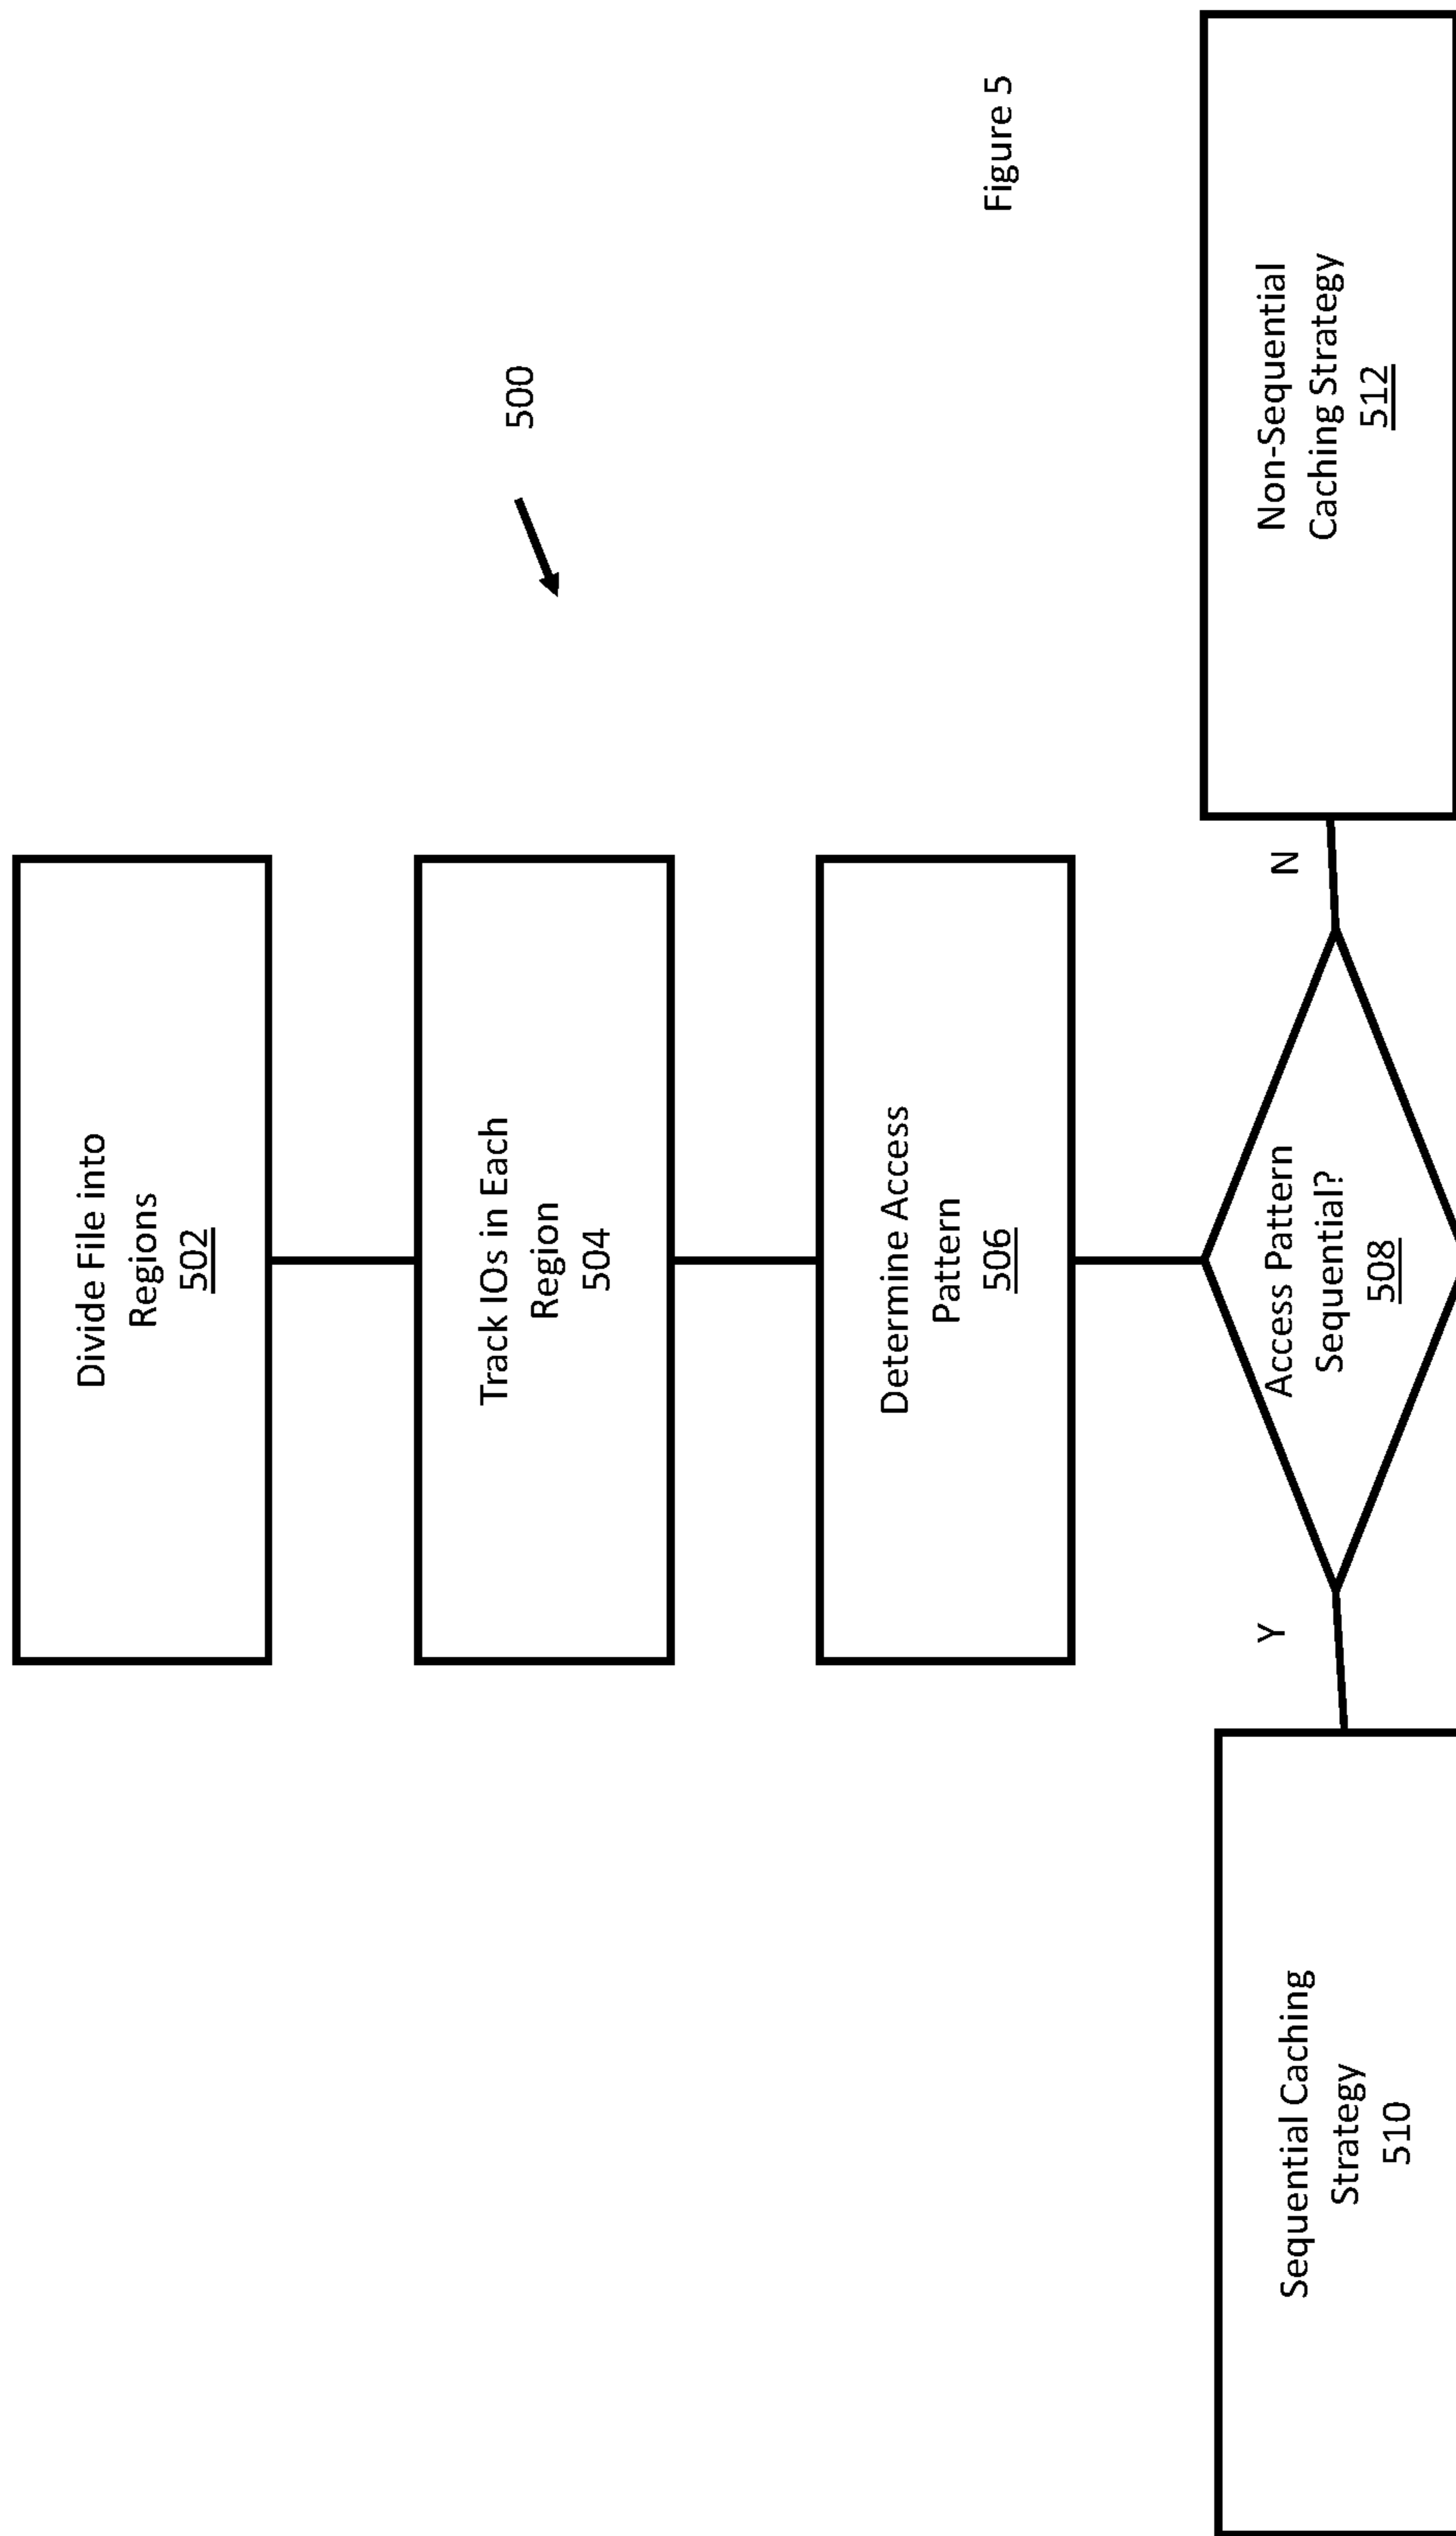 Divide File into
Regions
502
Track IOs in Each
Region
504
500
Determine Access
Pattern
506
Figure 5
Y
Access Pattern
Sequential?
508
N
Sequential Caching
Strategy
510
Non-Sequential
Caching Strategy
512